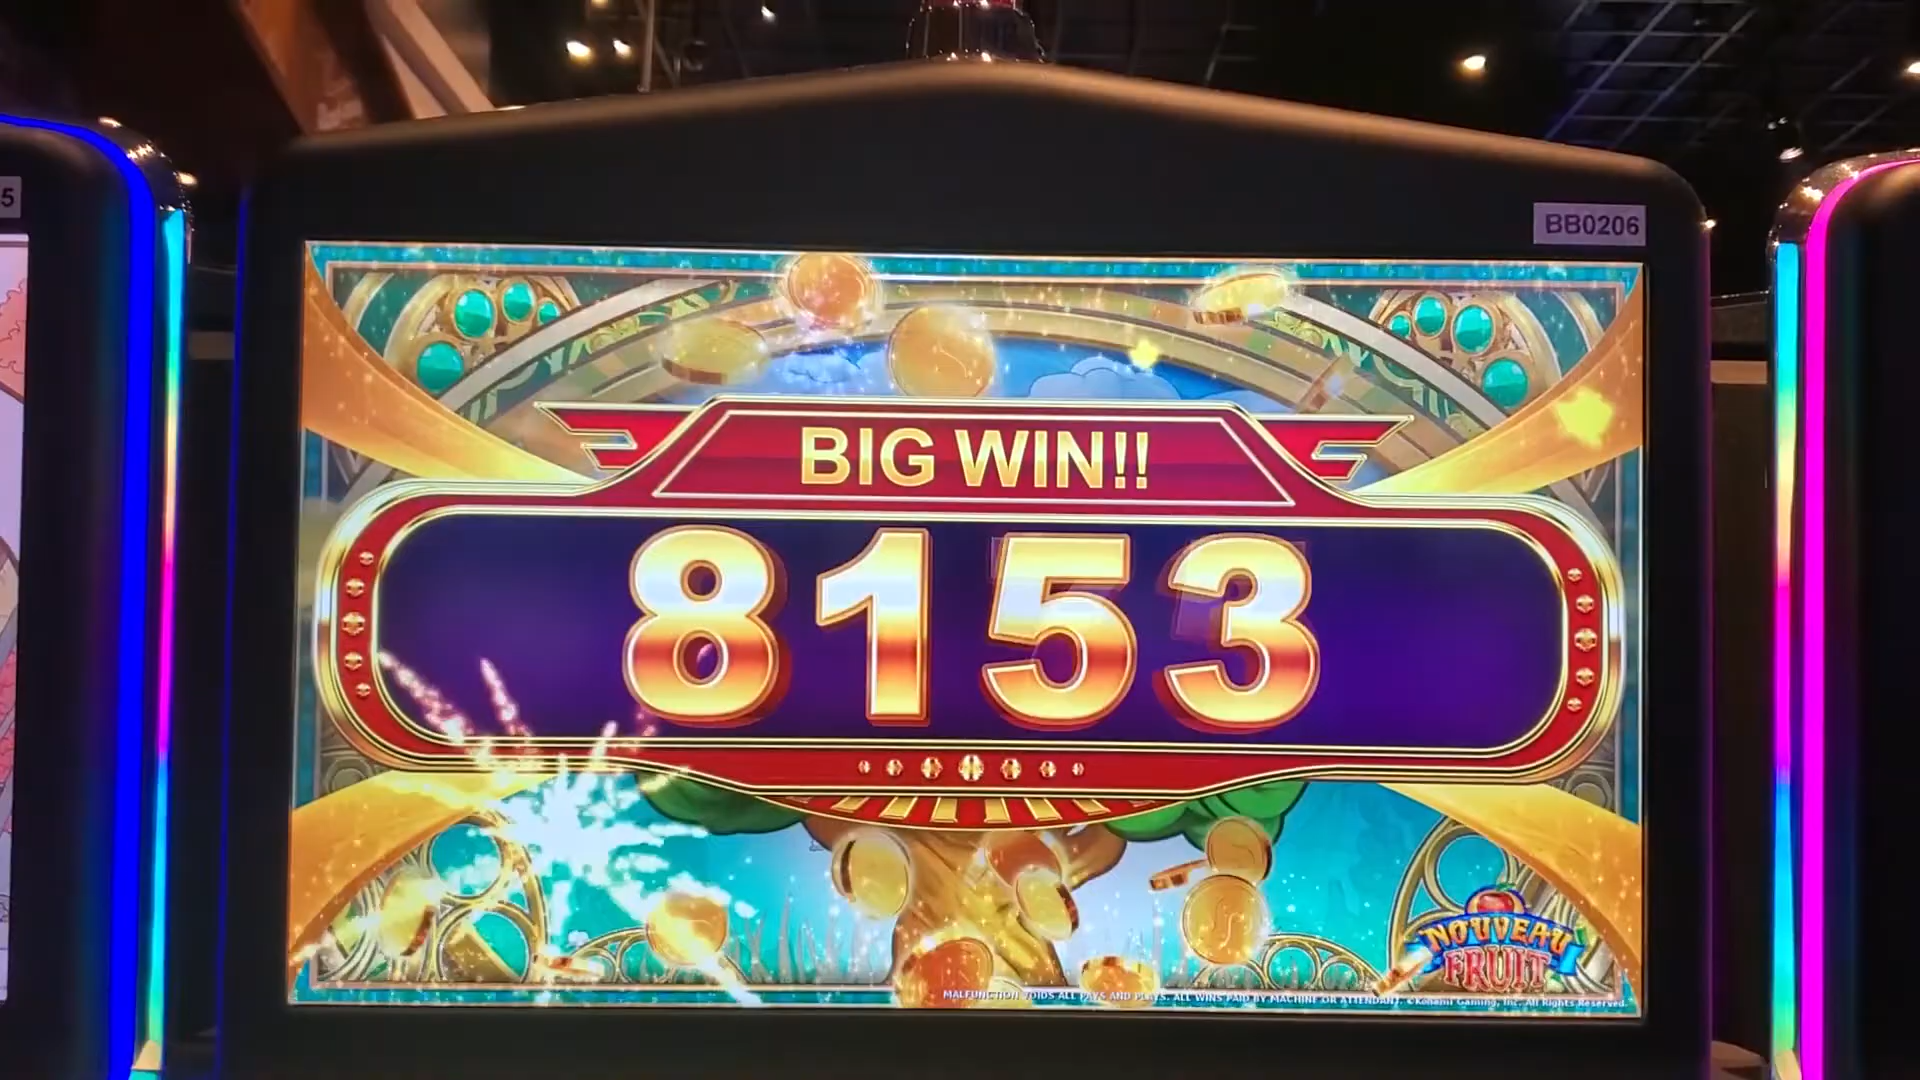 5
BB0206
BIG WIN!!
8153
NOUVEAU
FRUIT
MALFUNCTION VOIDS ALL PAYS AND PLAYS. ALL WINS PAID BY MACHINE OR ATTENDANT. ©Konami Gaming, Inc. All Rights Reserved.